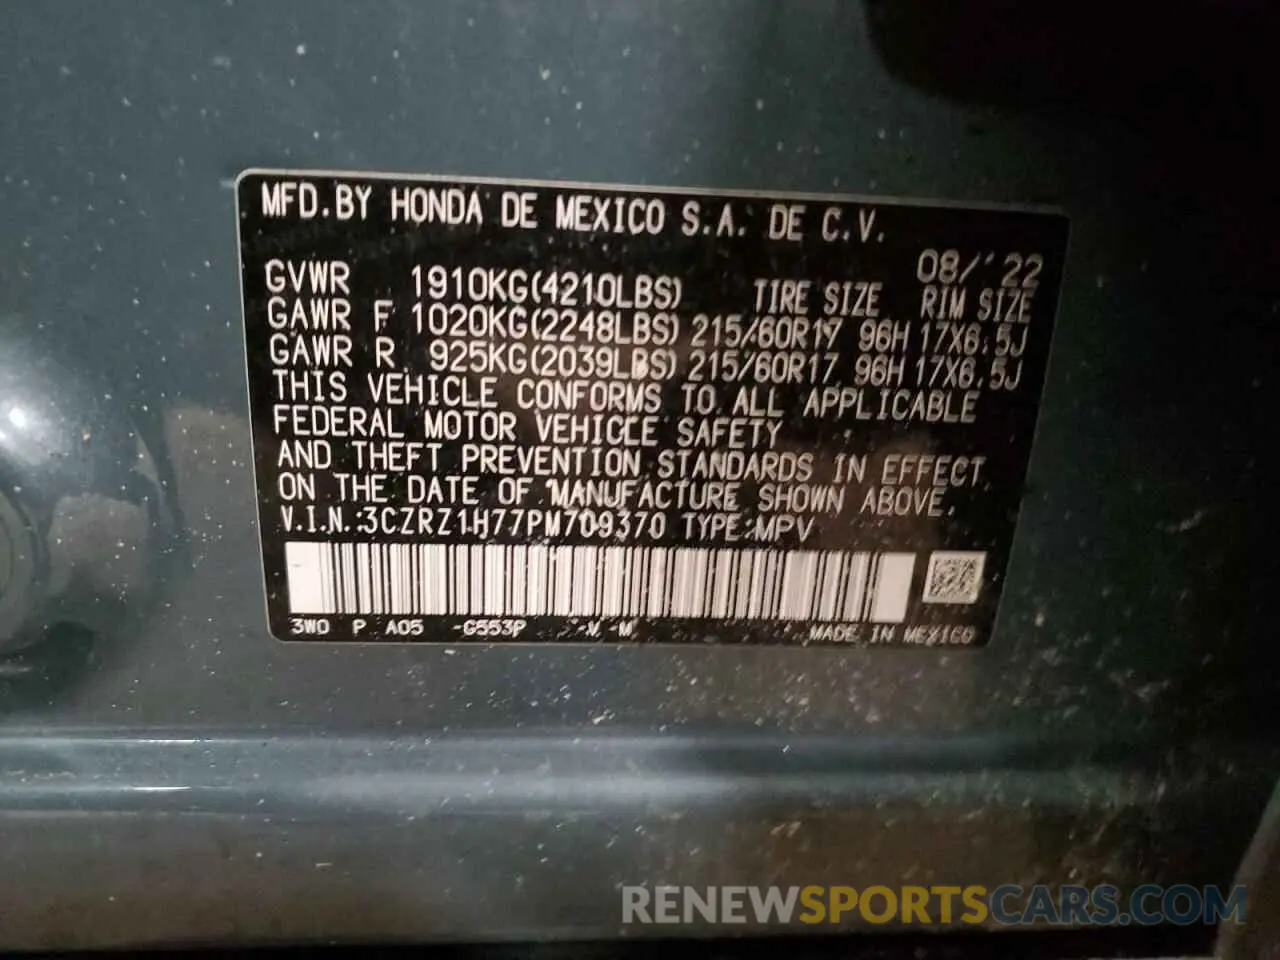 MFD.BY HONDA DE MEXICO S.A. DE C.V.
08/'22
GVWR 1910KG(4210LBS) TIRE SIZE RIM SIZE
GAWR F 1020KG(2248LBS) 215/60R17 96H 17X6.5J
GAWR R 925KG(2039LBS) 215/60R17 96H 17X6.5J
THIS VEHICLE CONFORMS TO ALL APPLICABLE
FEDERAL MOTOR VEHICLE SAFETY
AND THEFT PREVENTION STANDARDS IN EFFECT
ON THE DATE OF MANUFACTURE SHOWN ABOVE.
V.I.N.:3CZRZ1H77PM709370 TYPE:MPV
3W0 P A05 -G553P -V -M MADE IN MEXICO
RENEWSPORTSCARS.COM